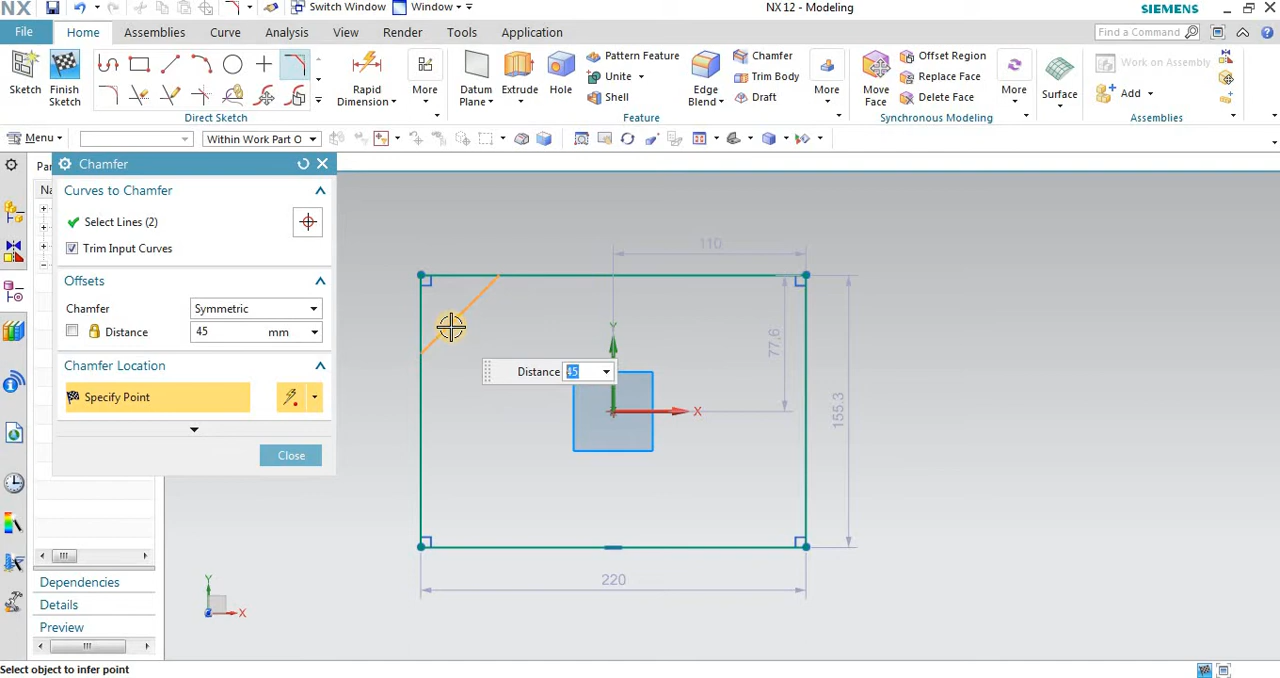 NX
Switch Window
Window
NX 12 - Modeling
SIEMENS
File
Home
Assemblies
Curve
Analysis
View
Render
Tools
Application
Find a Command
Sketch
Finish Sketch
Rapid Dimension
More
Direct Sketch
Datum Plane
Extrude
Hole
Pattern Feature
Unite
Shell
Edge Blend
Chamfer
Trim Body
Draft
More
Feature
Move Face
Offset Region
Replace Face
Delete Face
More
Synchronous Modeling
Surface
Work on Assembly
Add
Assemblies
Menu
Within Work Part O
Chamfer
Par
Na
Curves to Chamfer
Select Lines (2)
Trim Input Curves
Offsets
Chamfer
Symmetric
Distance
45
mm
Chamfer Location
Specify Point
Close
110
77,6
155.3
220
Distance
45
Y
X
Y
X
Dependencies
Details
Preview
Select object to infer point